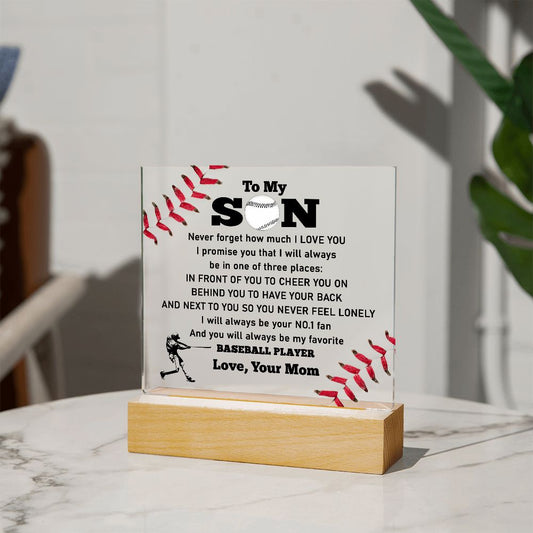 To My
SON
Never forget how much I LOVE YOU
I promise you that I will always
be in one of three places:
IN FRONT OF YOU TO CHEER YOU ON
BEHIND YOU TO HAVE YOUR BACK
AND NEXT TO YOU SO YOU NEVER FEEL LONELY
I will always be your NO.1 fan
And you will always be my favorite
BASEBALL PLAYER
Love, Your Mom